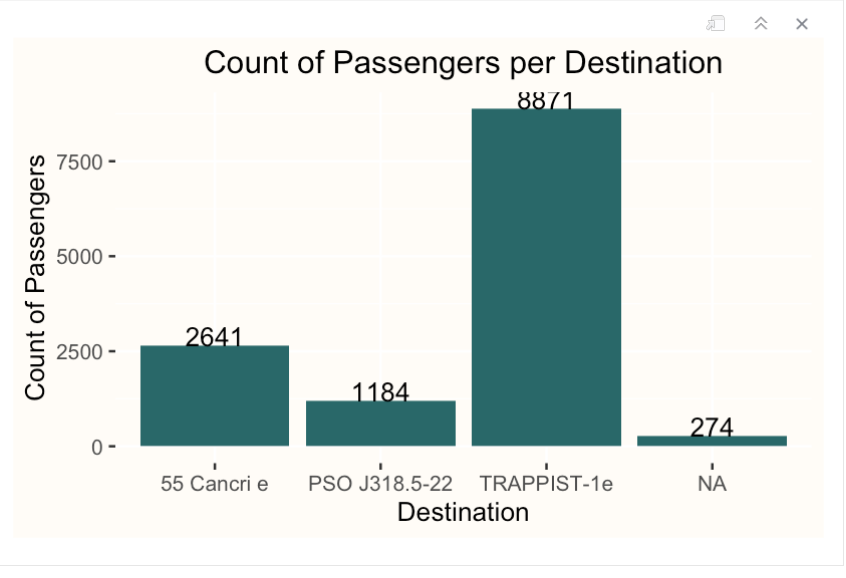 Count of Passengers per Destination
8871
7500
5000
2641
2500
1184
274
0
Count of Passengers
55 Cancri e PSO J318.5-22 TRAPPIST-1e NA
Destination